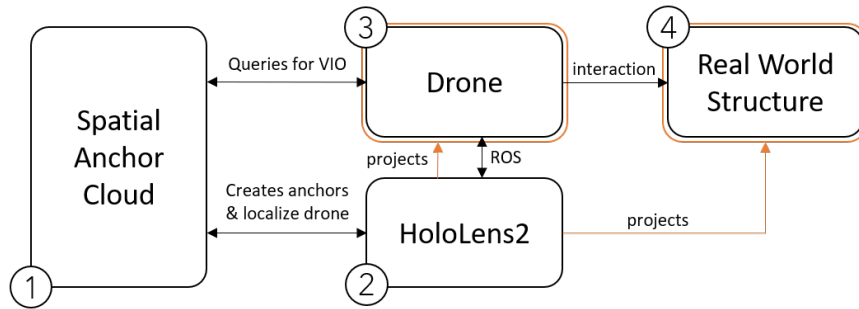 1
Spatial
Anchor
Cloud
Queries for VIO
Creates anchors
& localize drone
3
Drone
interaction
4
Real World
Structure
projects
ROS
2
HoloLens2
projects